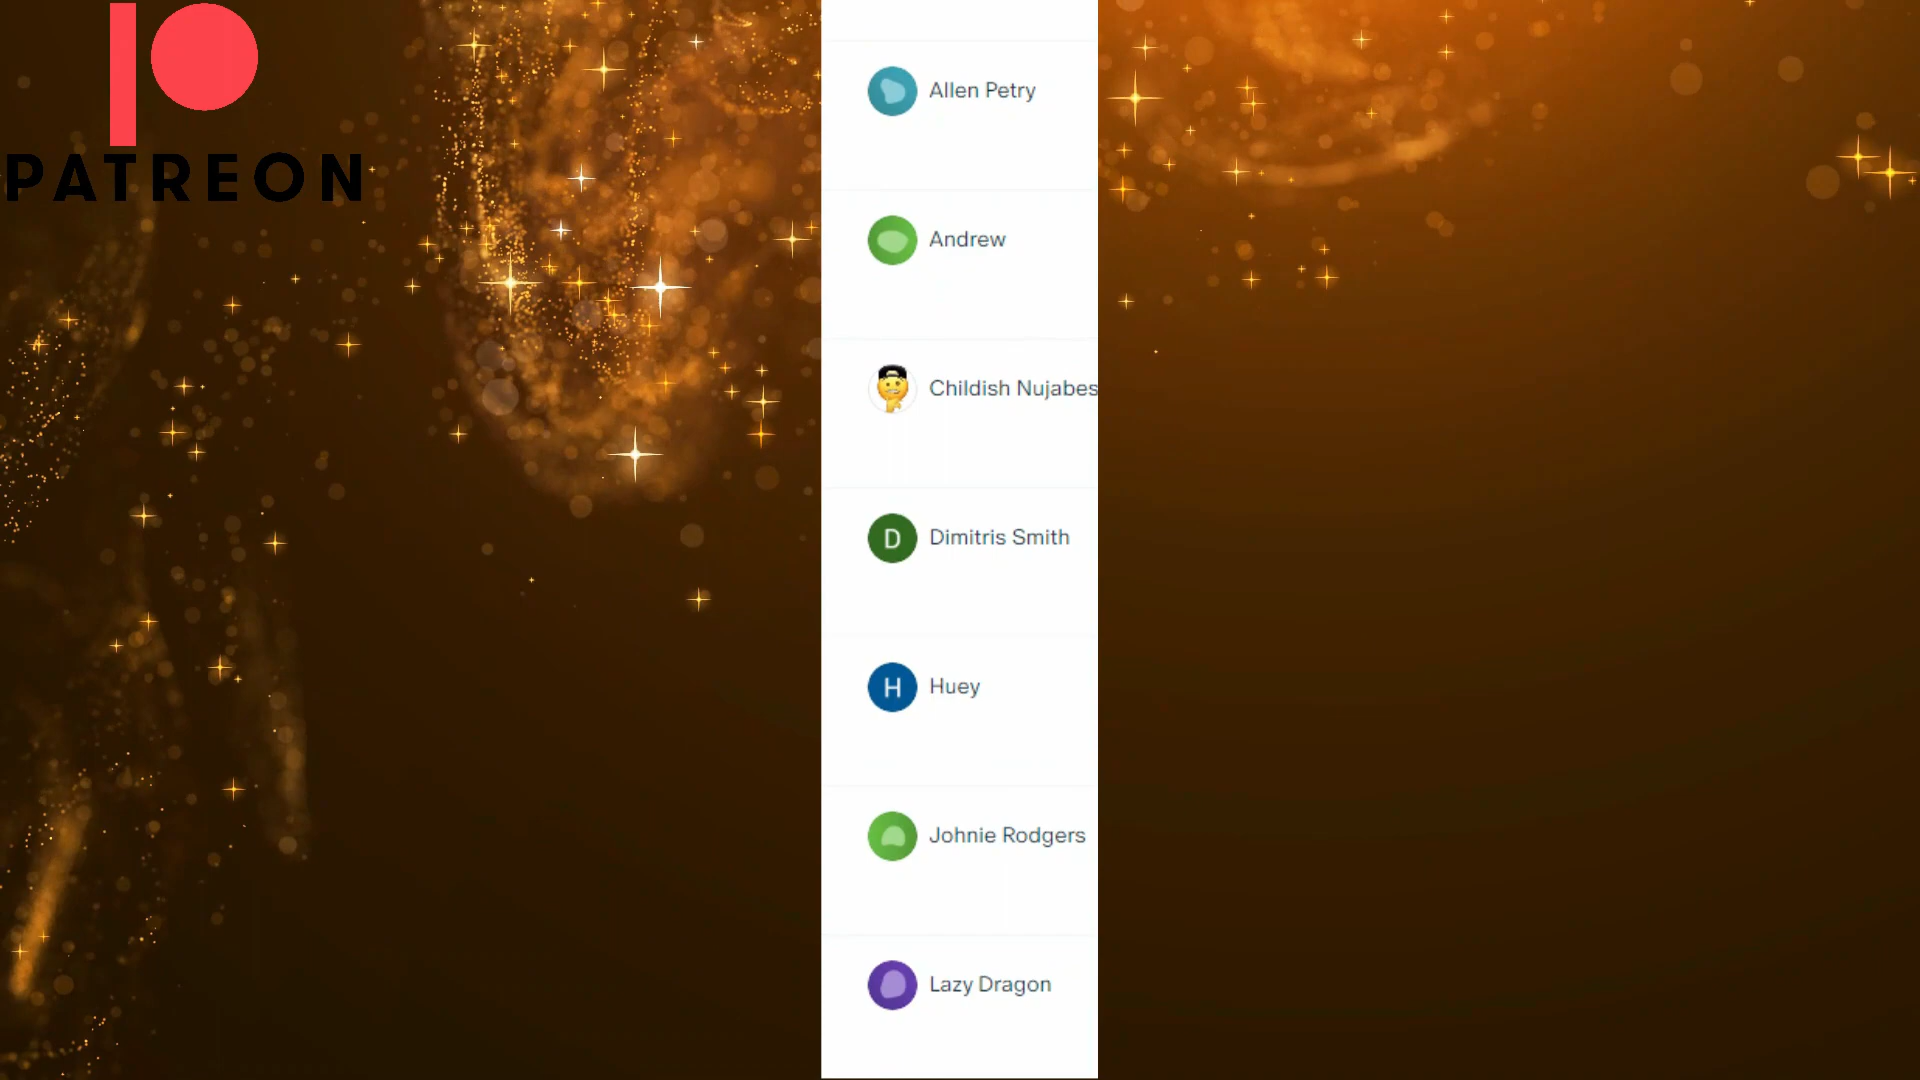 PATREON
Allen Petry
Andrew
Childish Nujabes
D Dimitris Smith
H Huey
Johnie Rodgers
Lazy Dragon